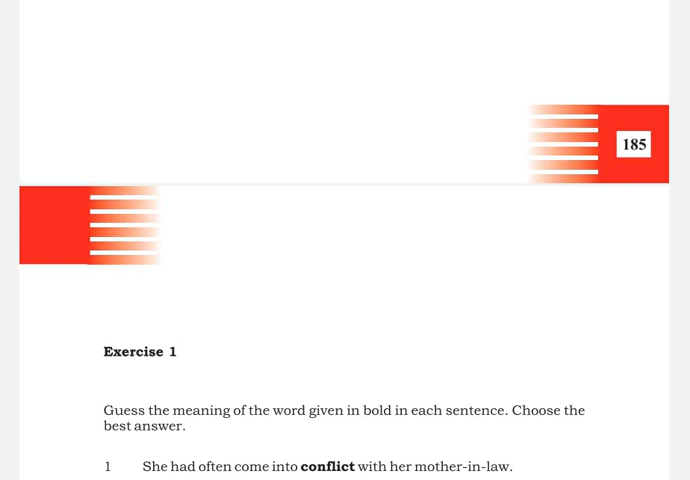 185
Exercise 1
Guess the meaning of the word given in bold in each sentence. Choose the
best answer.
1 She had often come into conflict with her mother-in-law.